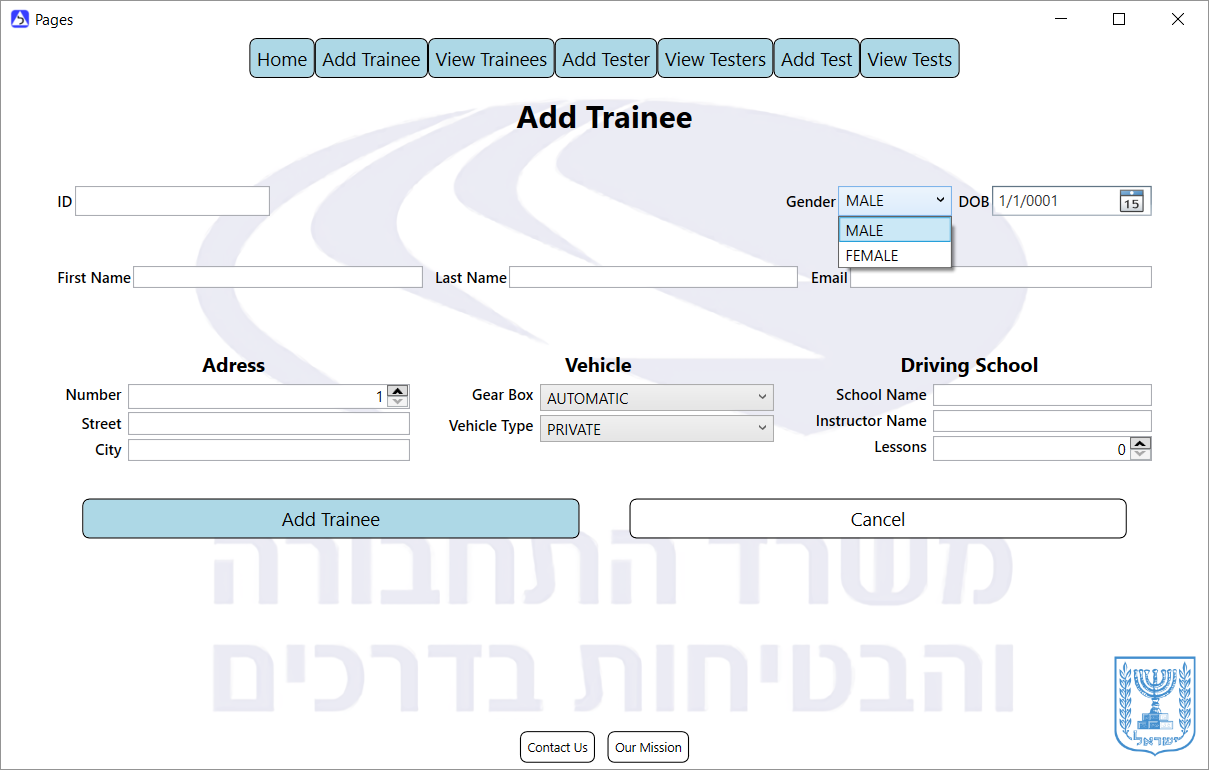 Pages
Home Add Trainee View Trainees Add Tester View Testers Add Test View Tests
Add Trainee
ID Gender MALE DOB 1/1/0001 15
MALE
FEMALE
First Name Last Name Email
Adress Vehicle Driving School
Number 1 Gear Box AUTOMATIC School Name
Street Vehicle Type PRIVATE Instructor Name
City Lessons 0
Add Trainee Cancel
משרד התחבורה
והבטיחות בדרכים
ישראל
Contact Us Our Mission